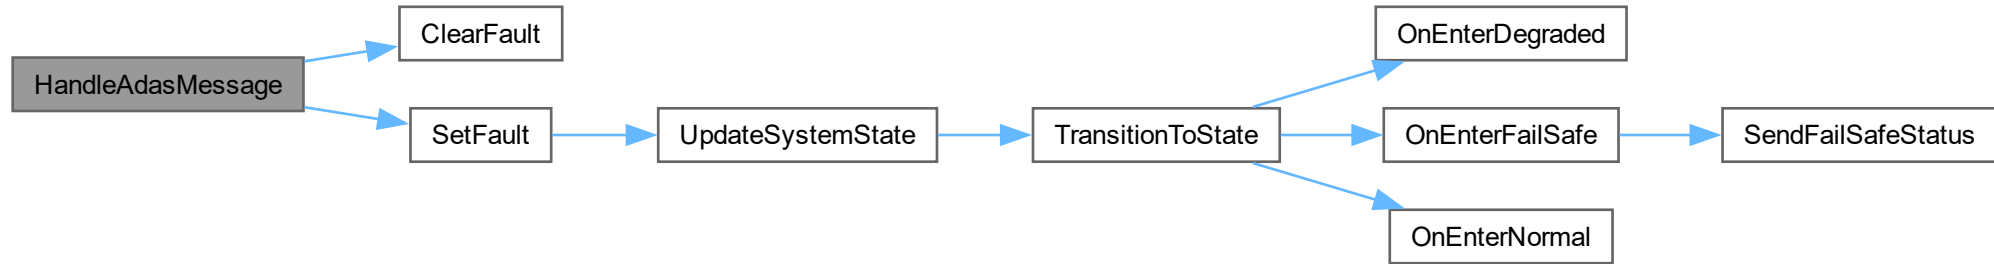 HandleAdasMessage
ClearFault
SetFault
UpdateSystemState
TransitionToState
OnEnterDegraded
OnEnterFailSafe
SendFailSafeStatus
OnEnterNormal